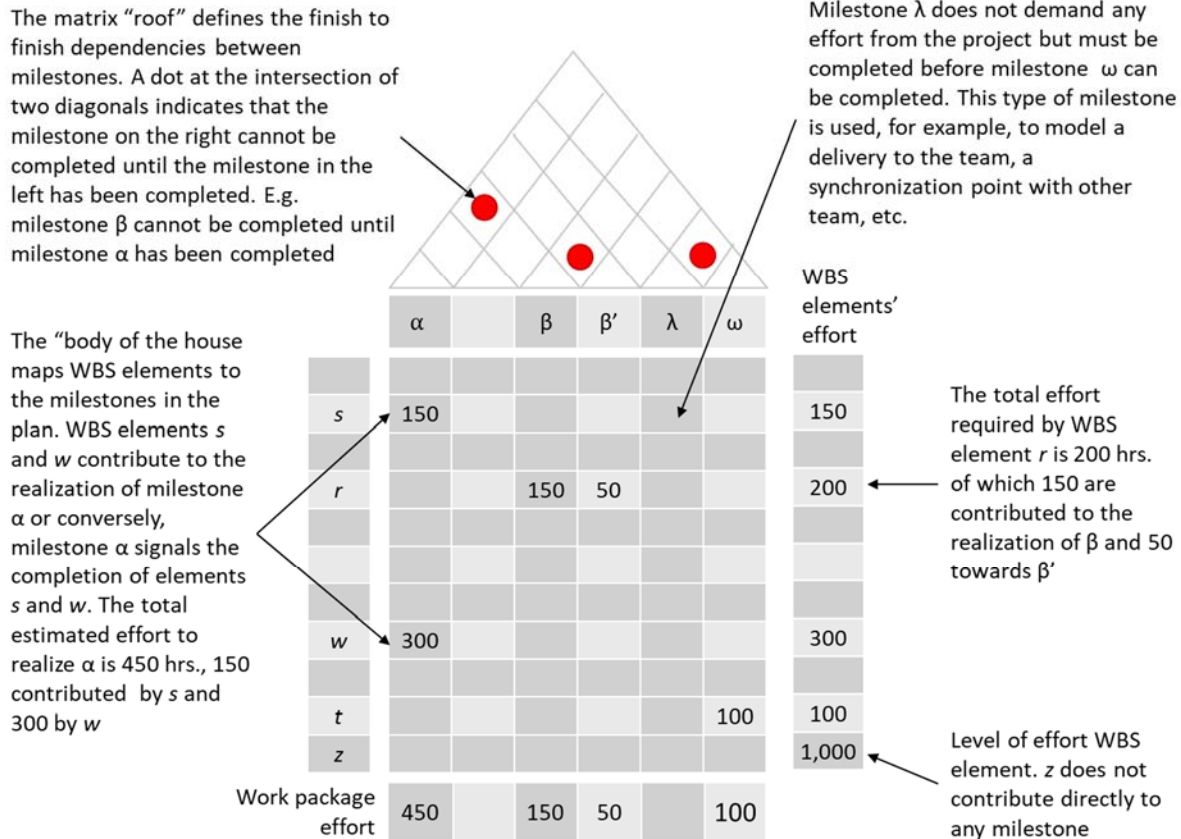 The matrix “roof” defines the finish to
finish dependencies between
milestones. A dot at the intersection of
two diagonals indicates that the
milestone on the right cannot be
completed until the milestone in the
left has been completed. E.g.
milestone β cannot be completed until
milestone α has been completed
Milestone λ does not demand any
effort from the project but must be
completed before milestone ω can
be completed. This type of milestone
is used, for example, to model a
delivery to the team, a
synchronization point with other
team, etc.
WBS
elements’
effort
α β β’ λ ω
The “body of the house
maps WBS elements to
the milestones in the
plan. WBS elements s
and w contribute to the
realization of milestone
α or conversely,
milestone α signals the
completion of elements
s and w. The total
estimated effort to
realize α is 450 hrs., 150
contributed by s and
300 by w
s 150 150
r 150 50 200
w 300 300
t 100 100
z 1,000
The total effort
required by WBS
element r is 200 hrs.
of which 150 are
contributed to the
realization of β and 50
towards β’
Level of effort WBS
element. z does not
contribute directly to
any milestone
Work package
effort
450 150 50 100